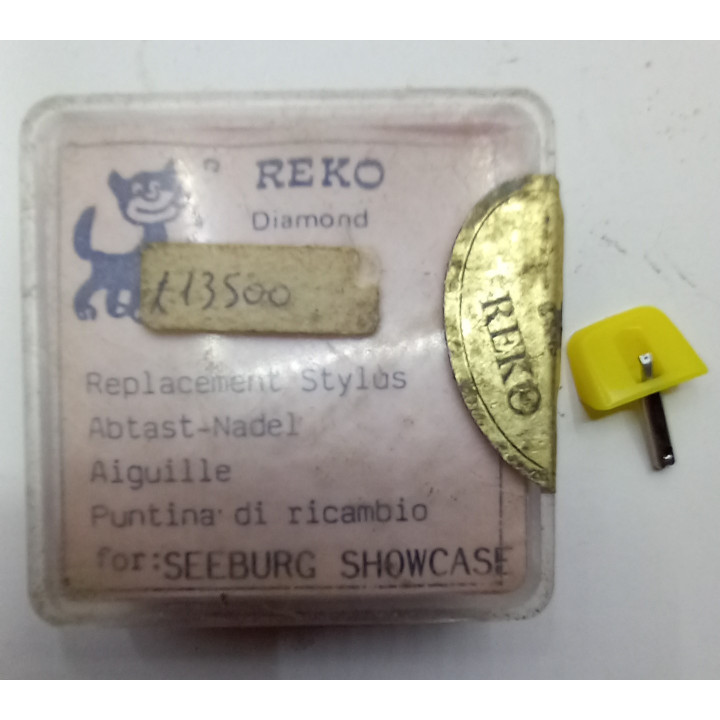 REKO
Diamond
£13500
Replacement Stylus
Abtast-Nadel
Aiguille
Puntina di ricambio
for: SEEBURG SHOWCASE
REKO